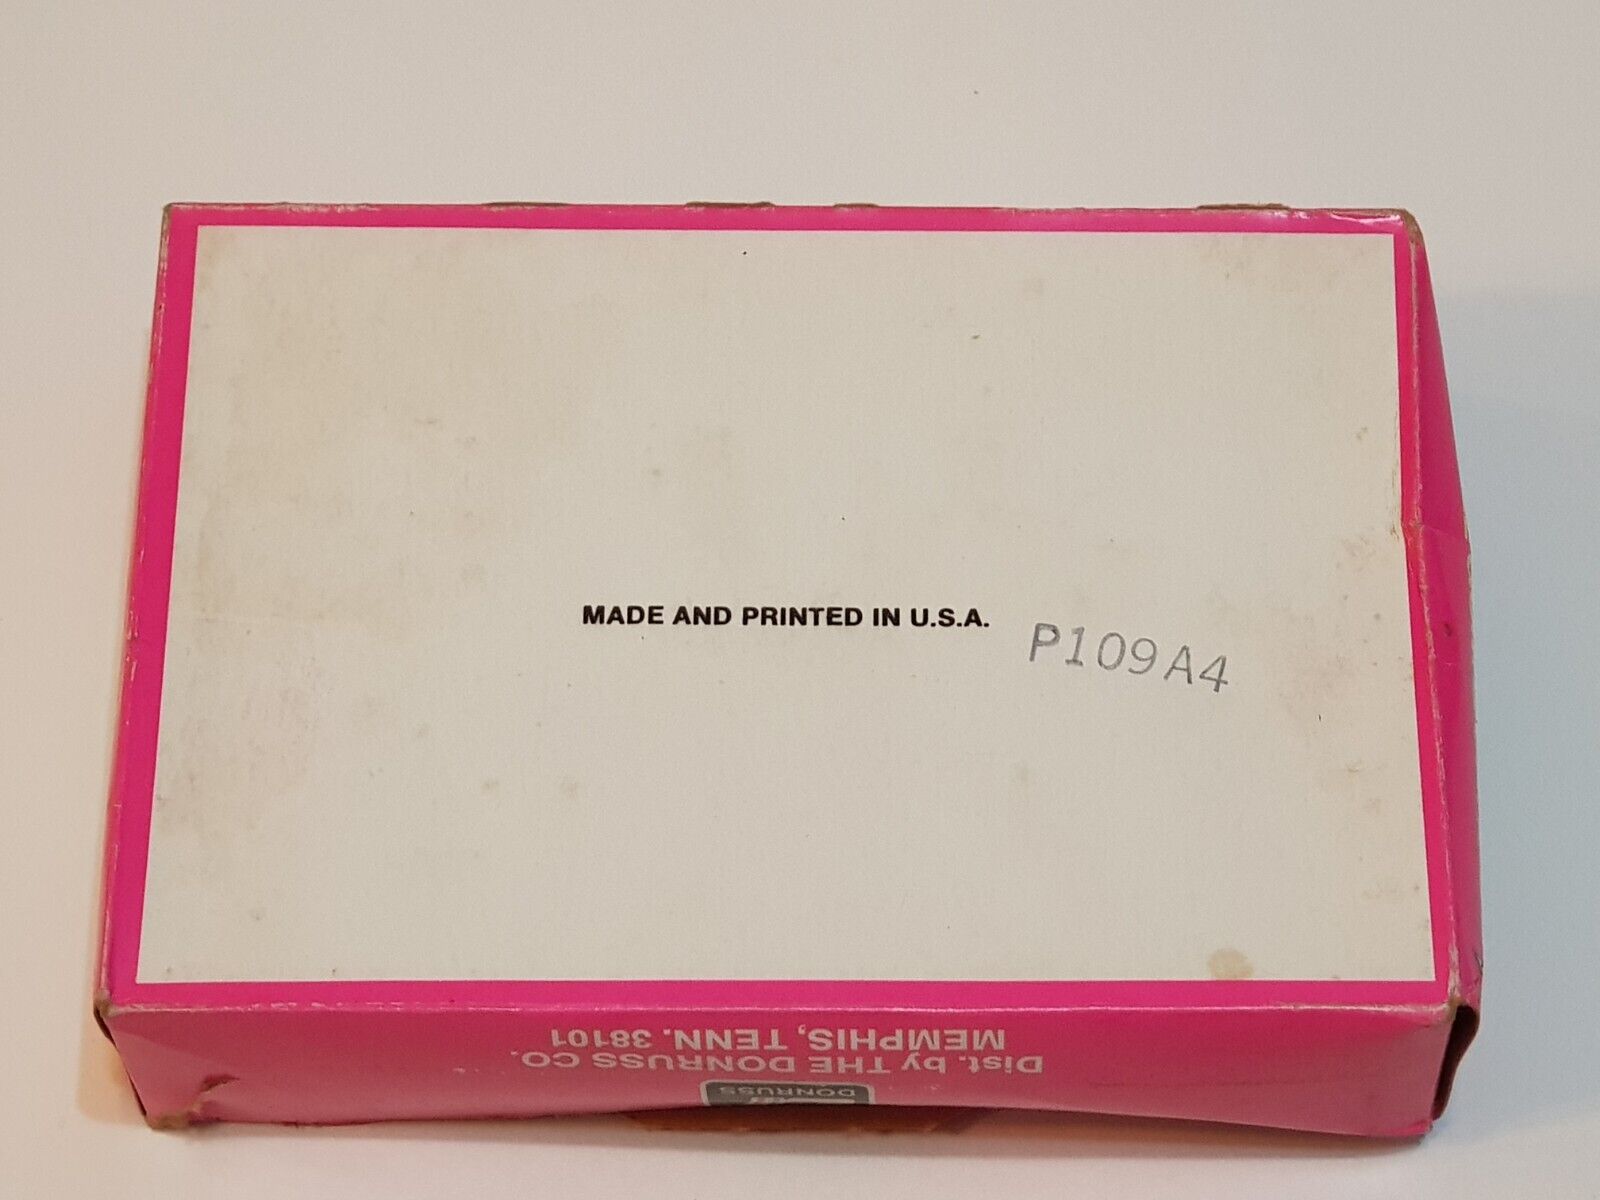 MADE AND PRINTED IN U.S.A.
P109A4
DONRUSS
Dist. by THE DONRUSS CO.
MEMPHIS, TENN. 38101